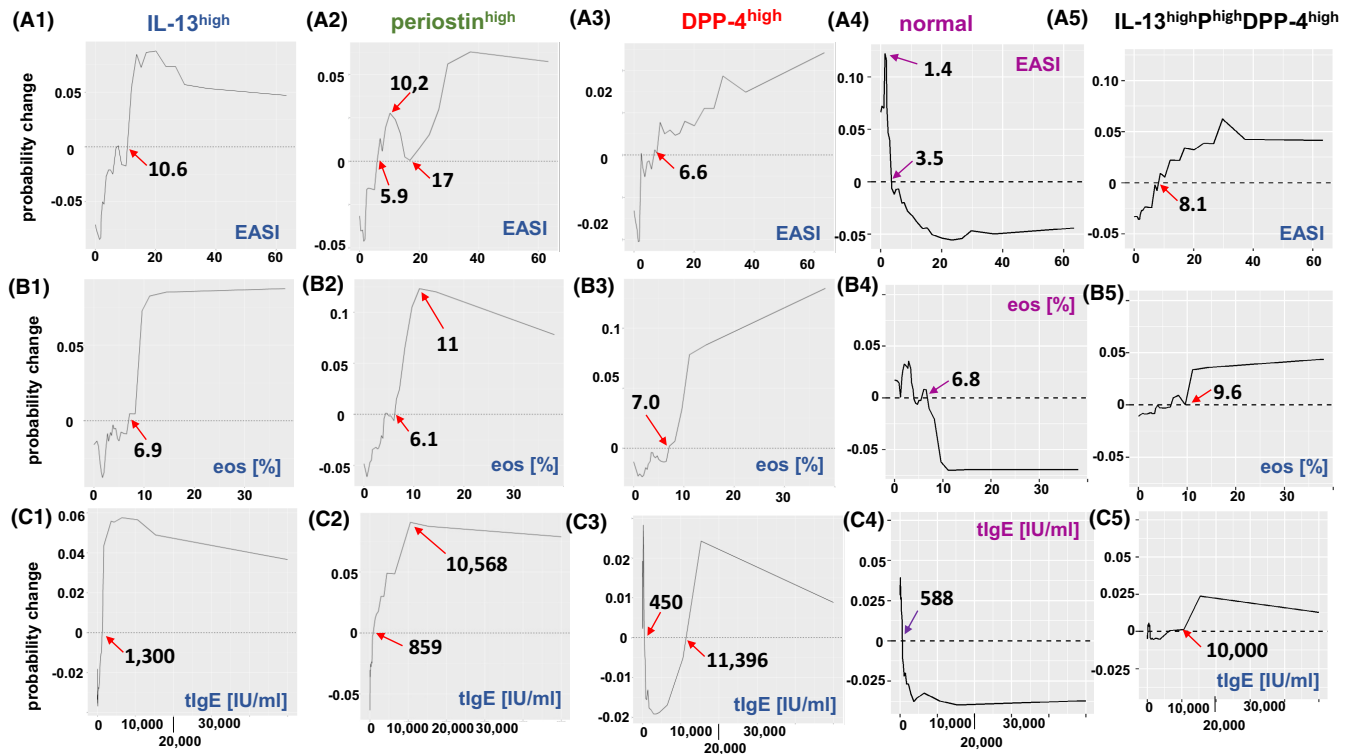 (A1) IL-13high
(A2) periostinhigh
(A3) DPP-4high
(A4) normal
(A5) IL-13highPhighDPP-4high
probability change
0.05
0
-0.05
10.6
EASI
0 20 40 60
0.05
0
-0.05
10,2
5.9
17
EASI
0 20 40 60
0.02
0
-0.02
6.6
EASI
0 20 40 60
0.10
0.05
0
-0.05
EASI
1.4
3.5
0 20 40 60
0.10
0.05
0
-0.05
8.1
EASI
0 20 40 60
(B1)
(B2)
(B3)
(B4)
(B5)
probability change
0.05
0
6.9
eos [%]
0 10 20 30
0.1
0.05
0
-0.05
11
6.1
eos [%]
0 10 20 30
0.1
0.05
0
7.0
eos [%]
0 10 20 30
0.05
0
-0.05
eos [%]
6.8
0 10 20 30
0.05
0
-0.05
9.6
eos [%]
0 10 20 30
(C1)
(C2)
(C3)
(C4)
(C5)
probability change
0.06
0.04
0.02
0
-0.02
1,300
tIgE [IU/ml]
0 10,000 30,000
20,000
0.05
0
-0.05
10,568
859
tIgE [IU/ml]
0 10,000 20,000 30,000
0.02
0.01
0
-0.01
-0.02
450
11,396
tIgE [IU/ml]
0 10,000 30,000
20,000
0.05
0.025
0
-0.025
tIgE [IU/ml]
588
0 10,000 30,000
20,000
0.05
0.025
0
-0.025
10,000
tIgE [IU/ml]
0 10,000 30,000
20,000